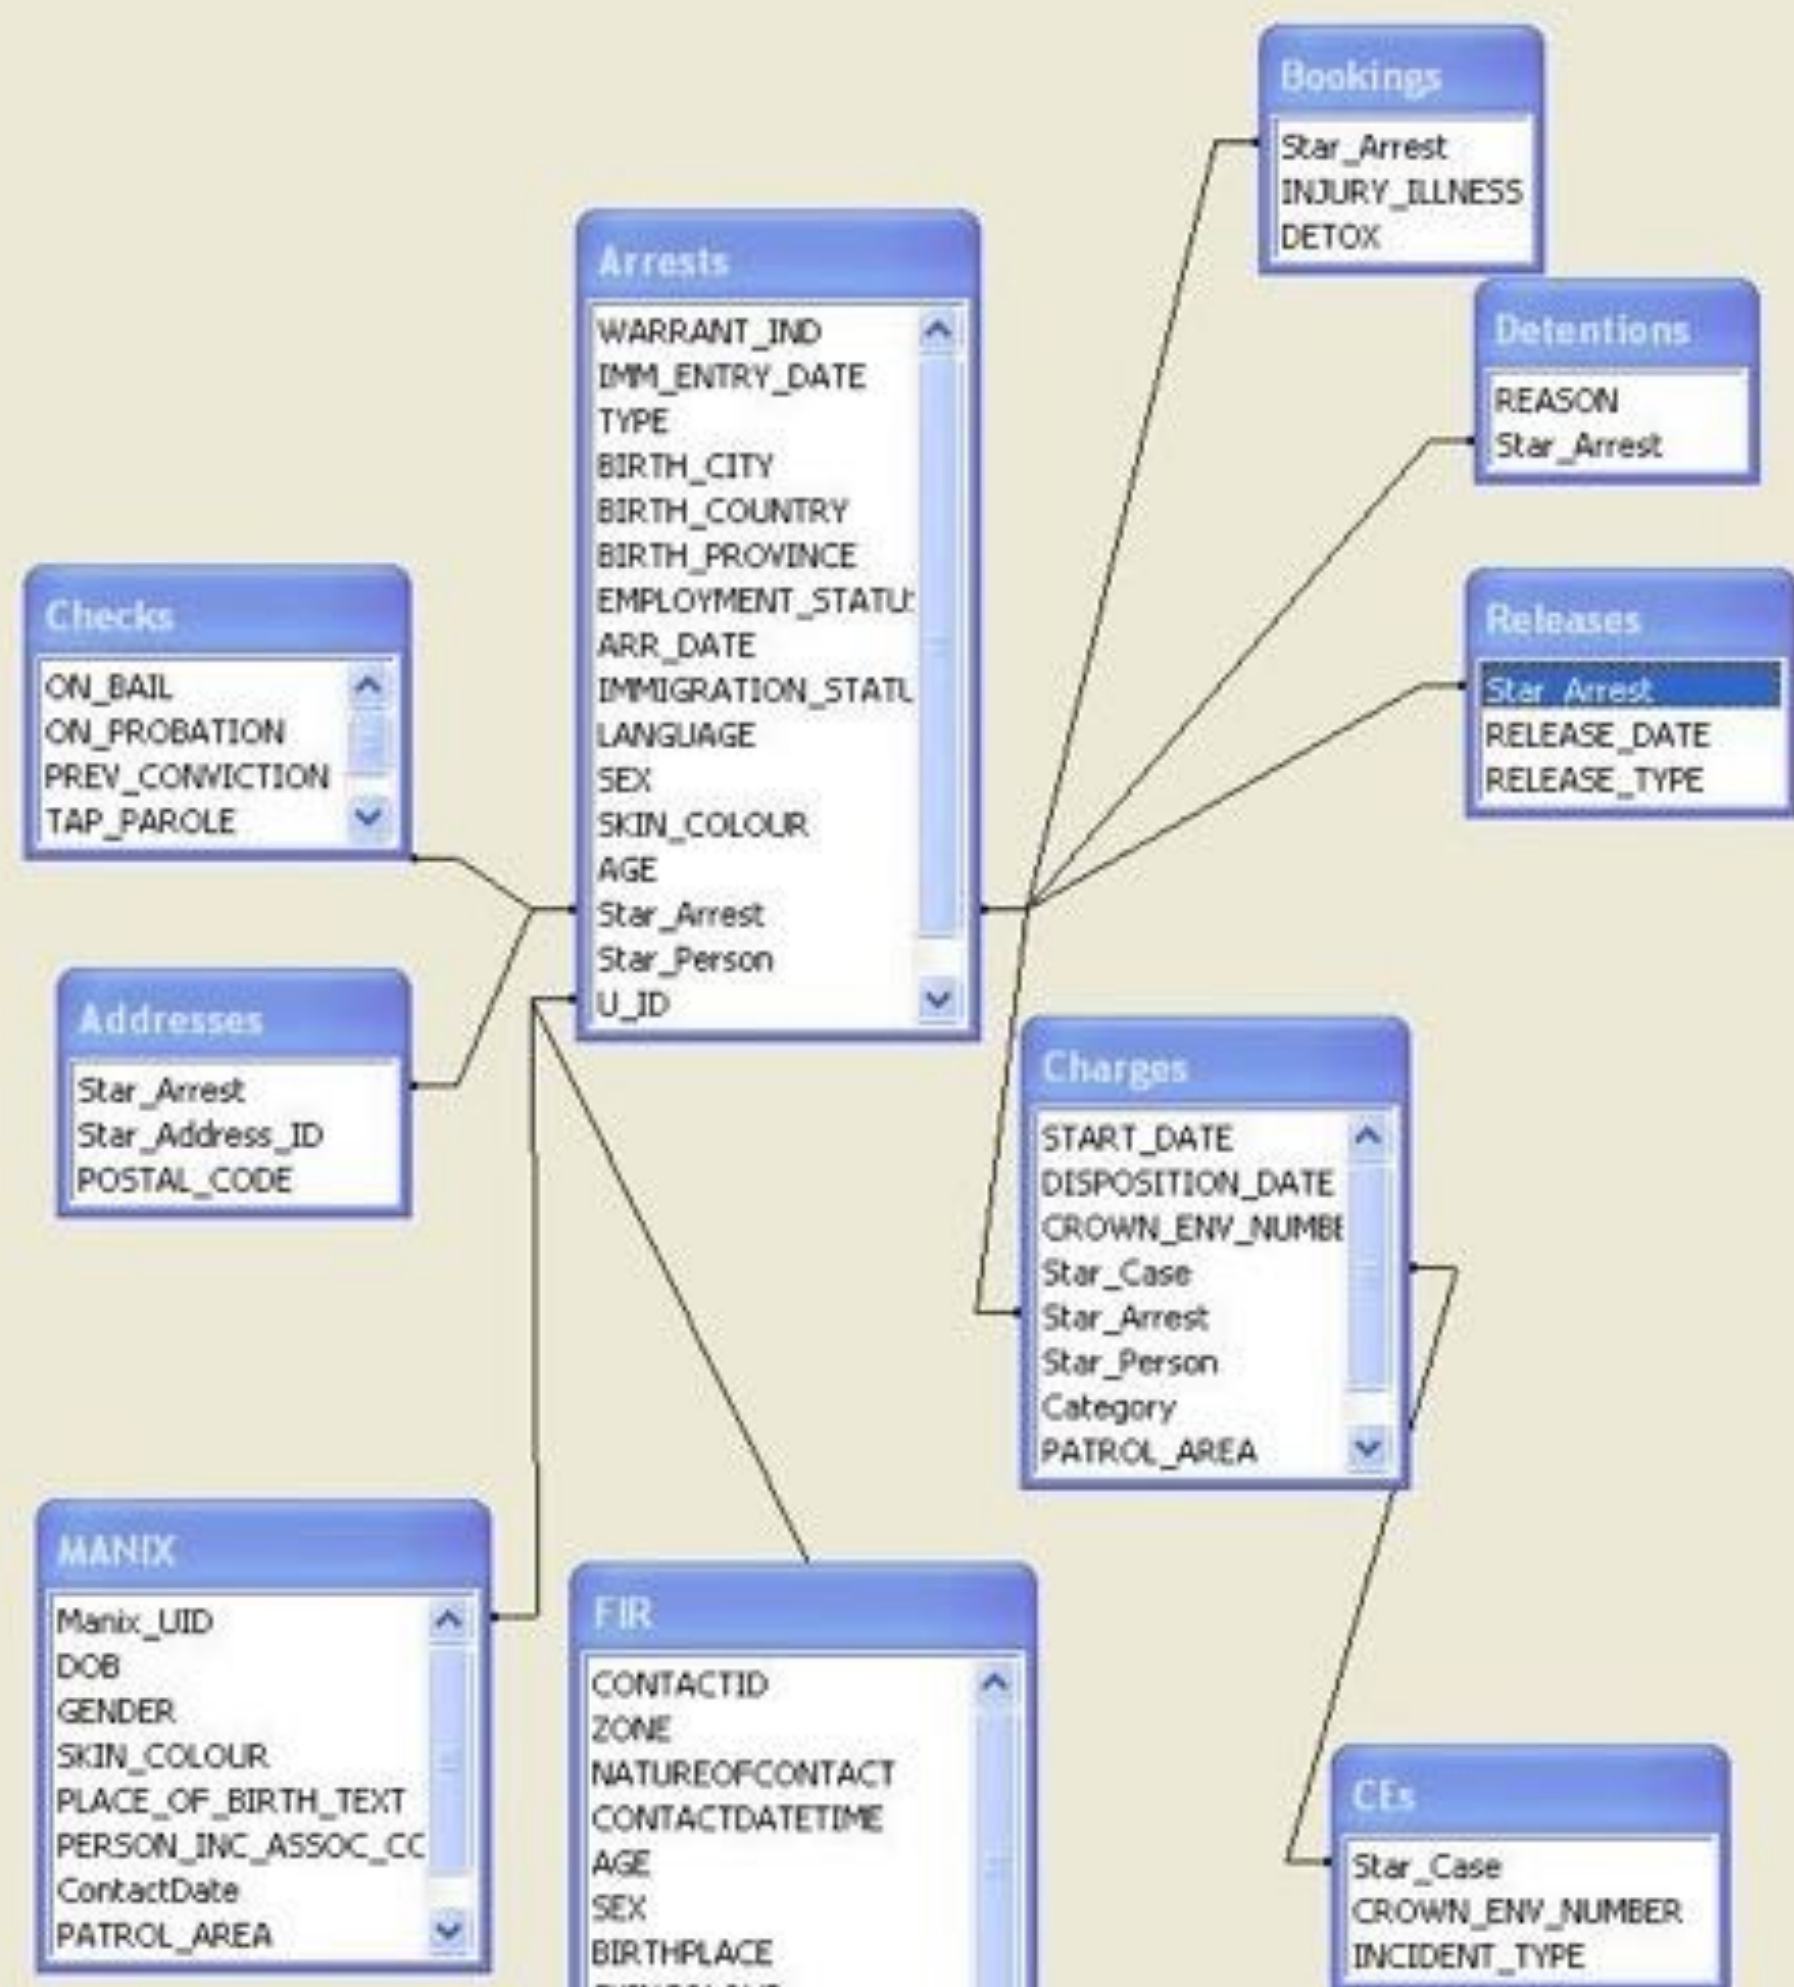 Bookings
Star_Arrest
INJURY_ILLNESS
DETOX
Arrests
WARRANT_IND
IMM_ENTRY_DATE
TYPE
BIRTH_CITY
BIRTH_COUNTRY
BIRTH_PROVINCE
EMPLOYMENT_STATU
ARR_DATE
IMMIGRATION_STATU
LANGUAGE
SEX
SKIN_COLOUR
AGE
Star_Arrest
Star_Person
U_ID
Detentions
REASON
Star_Arrest
Releases
Star_Arrest
RELEASE_DATE
RELEASE_TYPE
Checks
ON_BAIL
ON_PROBATION
PREV_CONVICTION
TAP_PAROLE
Addresses
Star_Arrest
Star_Address_ID
POSTAL_CODE
Charges
START_DATE
DISPOSITION_DATE
CROWN_ENV_NUMBE
Star_Case
Star_Arrest
Star_Person
Category
PATROL_AREA
MANIX
Manix_UID
DOB
GENDER
SKIN_COLOUR
PLACE_OF_BIRTH_TEXT
PERSON_INC_ASSOC_CC
ContactDate
PATROL_AREA
FIR
CONTACTID
ZONE
NATUREOFCONTACT
CONTACTDATETIME
AGE
SEX
BIRTHPLACE
CEs
Star_Case
CROWN_ENV_NUMBER
INCIDENT_TYPE